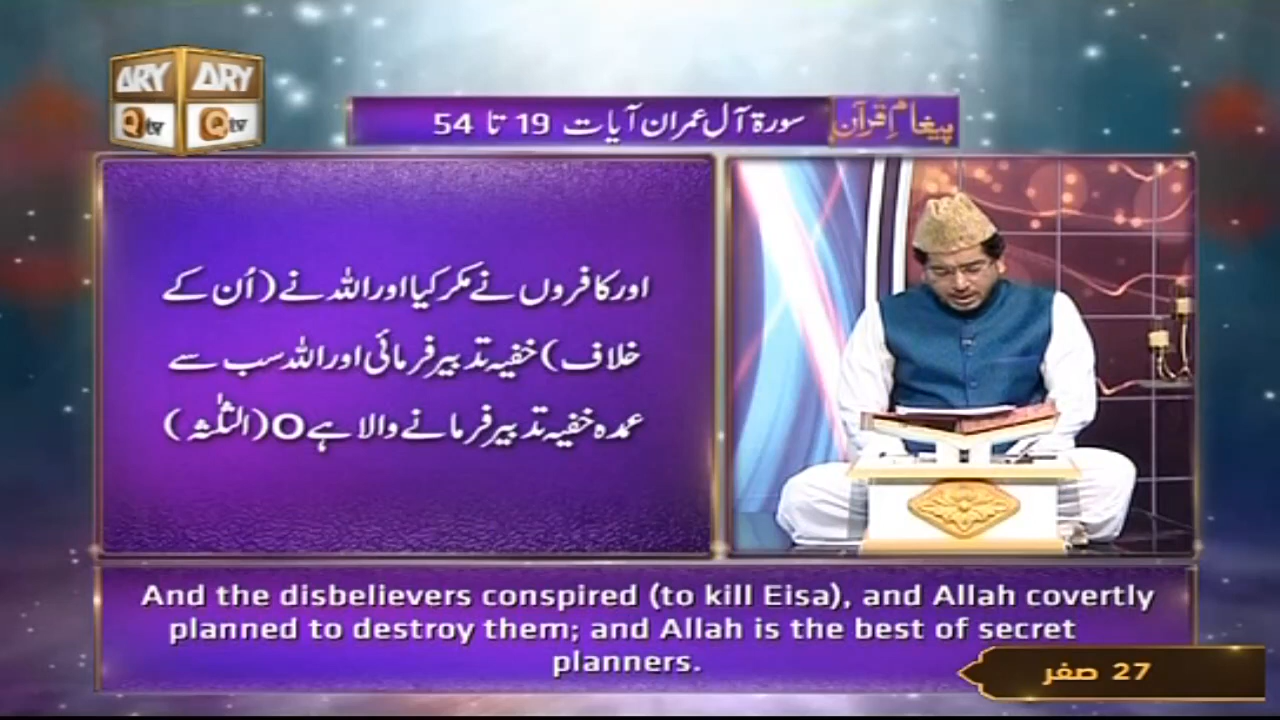 ARY ARY
Qtv Qtv
پیغامِ قرآن سورۃ آل عمران آیات 19 تا 54
اور کافروں نے مکر کیا اور اللہ نے (اُن کے
خلاف) خفیہ تدبیر فرمائی اور اللہ سب سے
عمدہ خفیہ تدبیر فرمانے والا ہےO(الثلٰثہ)
And the disbelievers conspired (to kill Eisa), and Allah covertly
planned to destroy them; and Allah is the best of secret
planners.
27 صفر